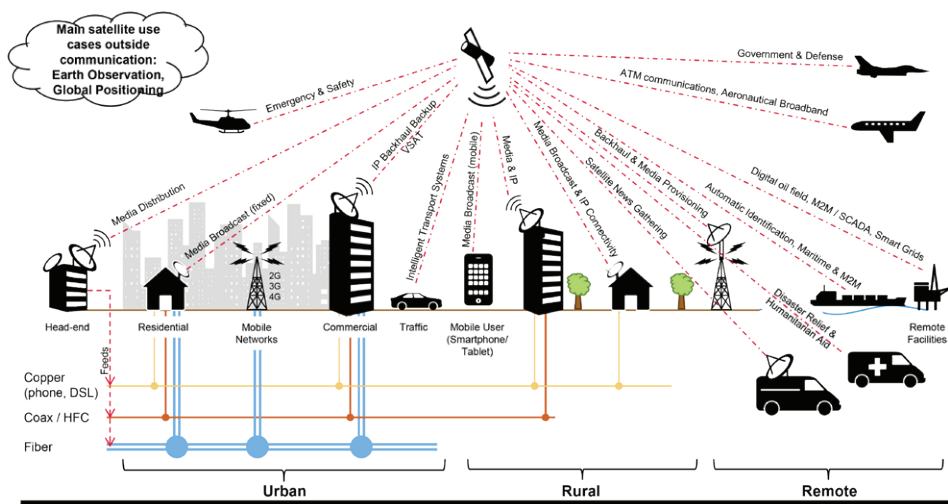 Main satellite use
cases outside
communication:
Earth Observation,
Global Positioning
Government & Defense
ATM communications, Aeronautical Broadband
Emergency & Safety
IP Backhaul Backup
VSAT
Media Distribution
Media Broadcast (fixed)
Intelligent Transport Systems
Media Broadcast (mobile)
Media & IP
Media Broadcast & IP Connectivity
Satellite News Gathering
Backhaul & Media Provisioning
Automatic Identification, Maritime & M2M
Digital oil field, M2M / SCADA, Smart Grids
Disaster Relief &
Humanitarian Aid
2G
3G
4G
Head-end
Residential
Mobile
Networks
Commercial
Traffic
Mobile User
(Smartphone/
Tablet)
Remote
Facilities
Feeds
Copper
(phone, DSL)
Coax / HFC
Fiber
Urban
Rural
Remote